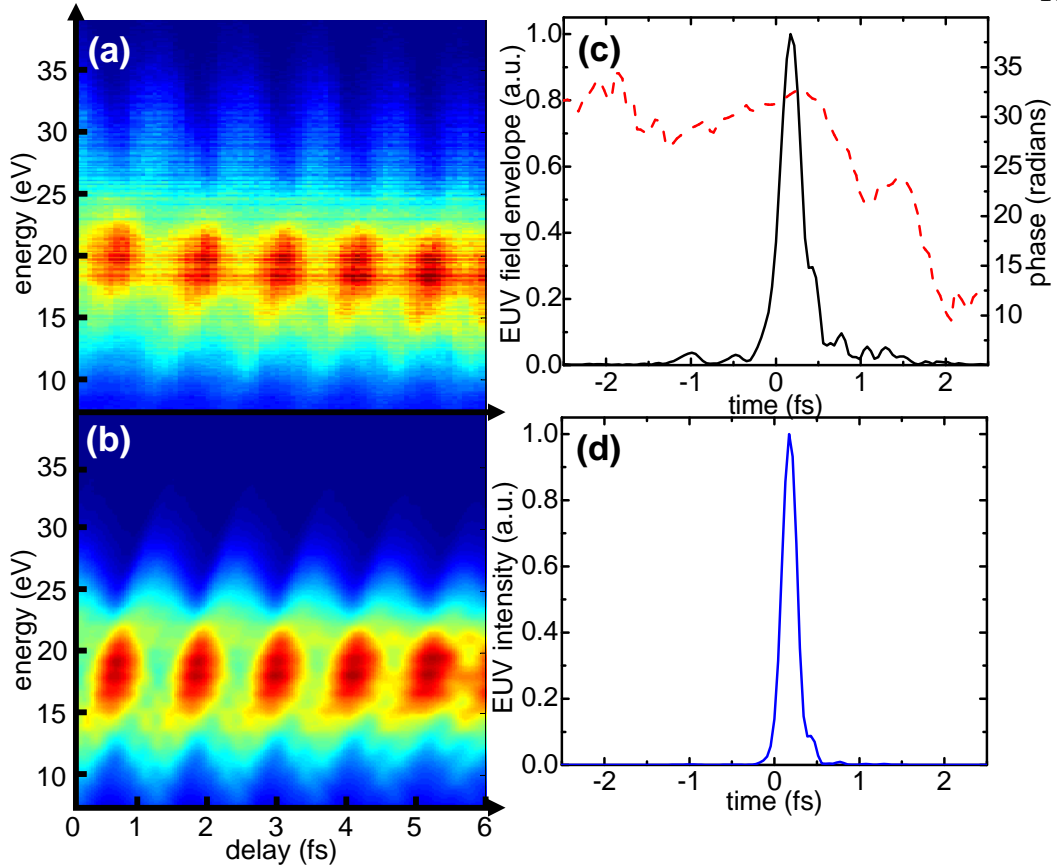 (a)
energy (eV)
35
30
25
20
15
10
(b)
energy (eV)
35
30
25
20
15
10
0 1 2 3 4 5 6
delay (fs)
(c)
EUV field envelope (a.u.)
1.0
0.8
0.6
0.4
0.2
0.0
35
30
25
20
15
10
phase (radians)
-2 -1 0 1 2
time (fs)
(d)
EUV intensity (a.u.)
1.0
0.8
0.6
0.4
0.2
0.0
-2 -1 0 1 2
time (fs)